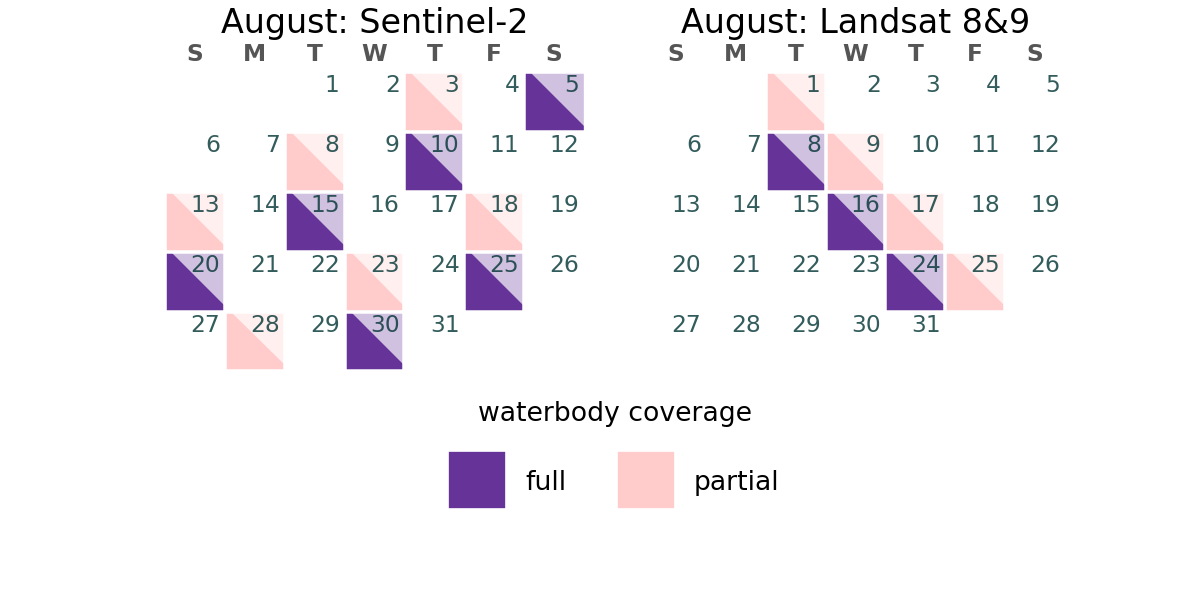 August: Sentinel-2
S M T W T F S
1 2 3 4 5
6 7 8 9 10 11 12
13 14 15 16 17 18 19
20 21 22 23 24 25 26
27 28 29 30 31
August: Landsat 8&9
S M T W T F S
1 2 3 4 5
6 7 8 9 10 11 12
13 14 15 16 17 18 19
20 21 22 23 24 25 26
27 28 29 30 31
waterbody coverage
full
partial